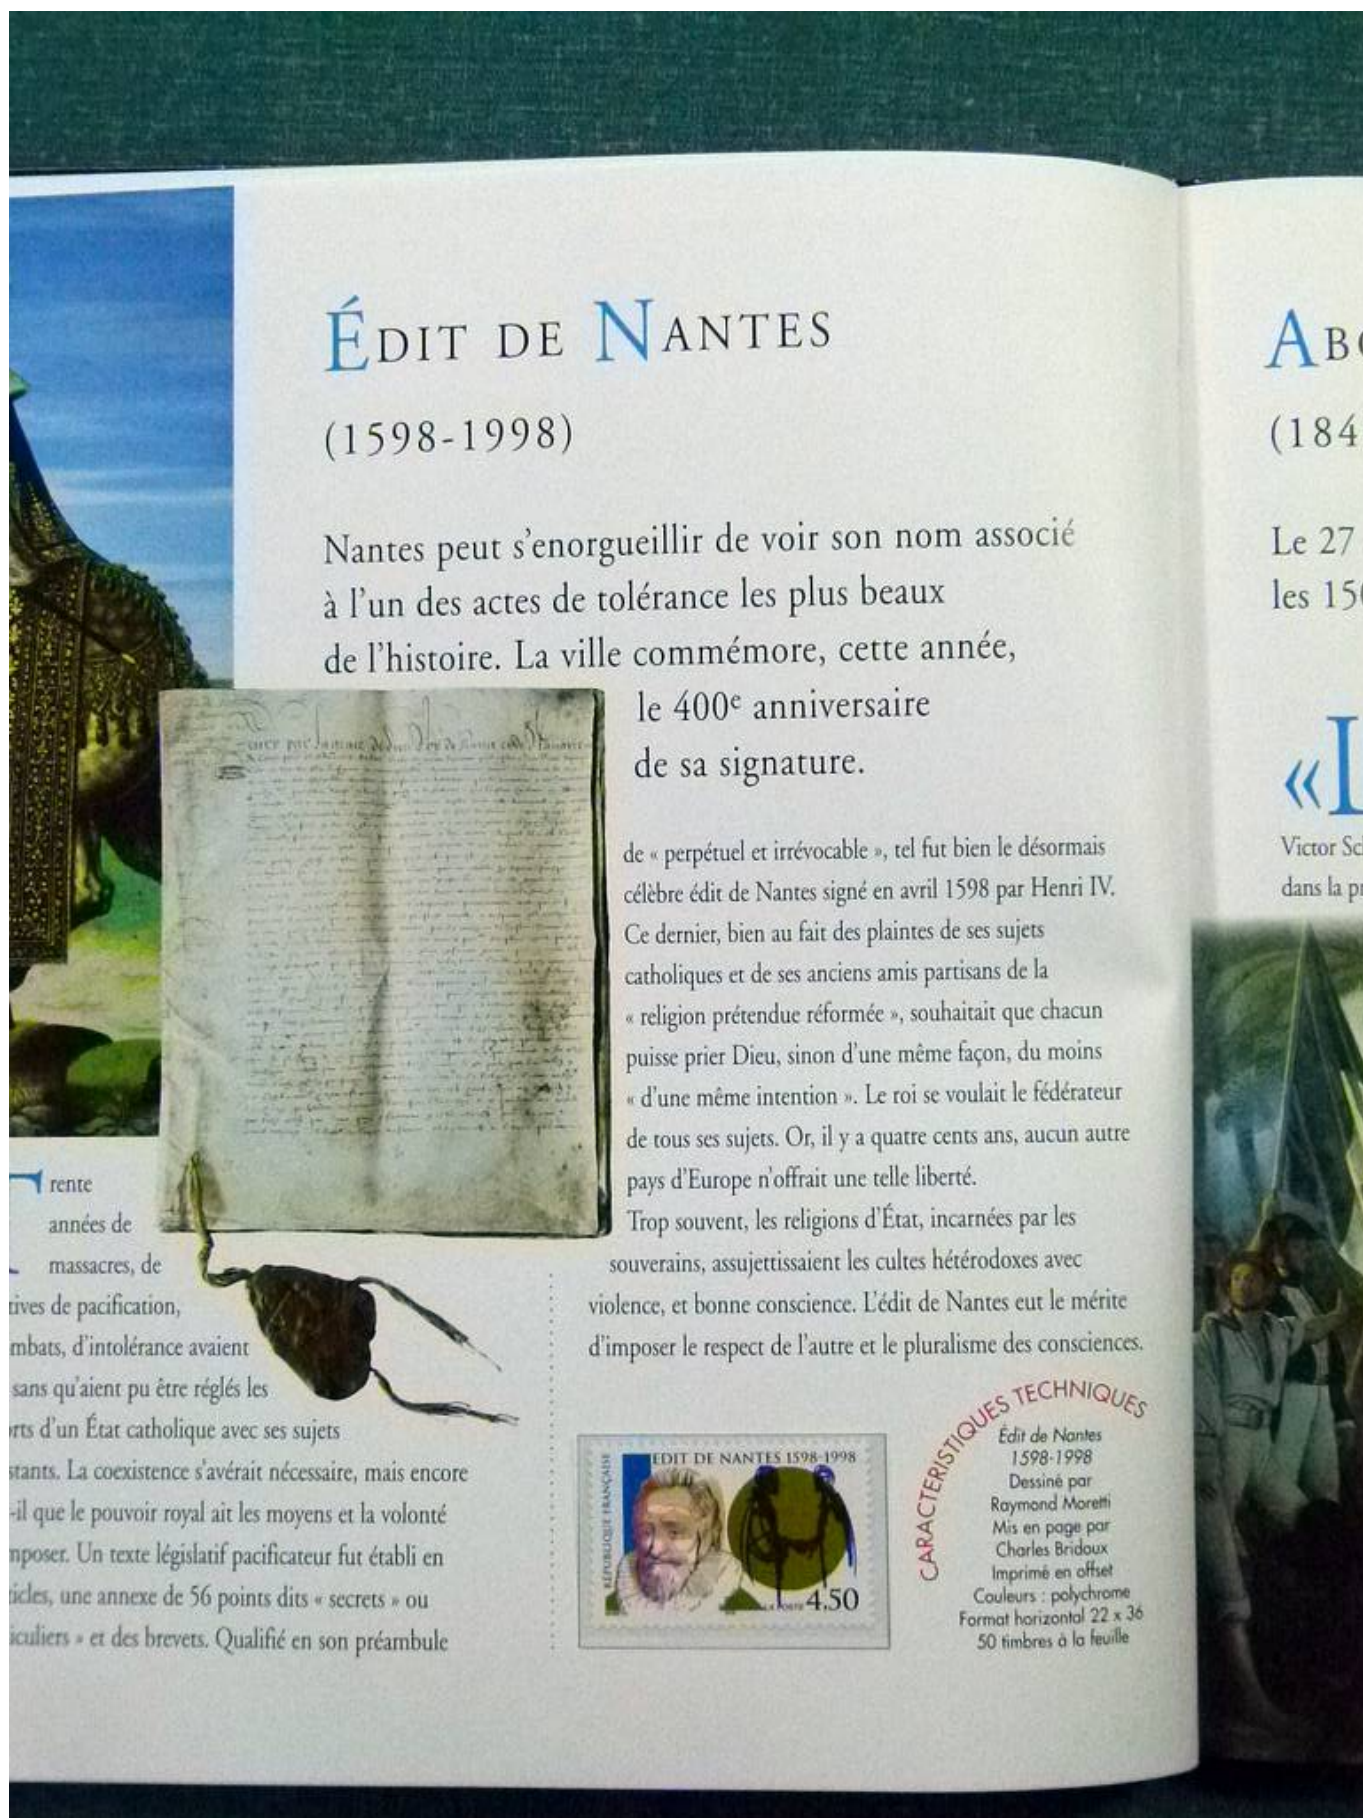 ÉDIT DE NANTES
(1598-1998)
Nantes peut s'enorgueillir de voir son nom associé
à l'un des actes de tolérance les plus beaux
de l'histoire. La ville commémore, cette année,
le 400e anniversaire
de sa signature.
rente
années de
massacres, de
tives de pacification,
mbats, d'intolérance avaient
sans qu'aient pu être réglés les
rts d'un État catholique avec ses sujets
stants. La coexistence s'avérait nécessaire, mais encore
-il que le pouvoir royal ait les moyens et la volonté
mposer. Un texte législatif pacificateur fut établi en
icles, une annexe de 56 points dits « secrets » ou
iculiers » et des brevets. Qualifié en son préambule
de « perpétuel et irrévocable », tel fut bien le désormais
célèbre édit de Nantes signé en avril 1598 par Henri IV.
Ce dernier, bien au fait des plaintes de ses sujets
catholiques et de ses anciens amis partisans de la
« religion prétendue réformée », souhaitait que chacun
puisse prier Dieu, sinon d'une même façon, du moins
« d'une même intention ». Le roi se voulait le fédérateur
de tous ses sujets. Or, il y a quatre cents ans, aucun autre
pays d'Europe n'offrait une telle liberté.
Trop souvent, les religions d'État, incarnées par les
souverains, assujettissaient les cultes hétérodoxes avec
violence, et bonne conscience. L'édit de Nantes eut le mérite
d'imposer le respect de l'autre et le pluralisme des consciences.
RÉPUBLIQUE FRANÇAISE
EDIT DE NANTES 1598-1998
LA POSTE 4,50
CARACTERISTIQUES TECHNIQUES
Édit de Nantes
1598-1998
Dessiné par
Raymond Moretti
Mis en page par
Charles Bridoux
Imprimé en offset
Couleurs : polychrome
Format horizontal 22 x 36
50 timbres à la feuille
AB
(184
Le 27
les 150
«L
Victor Sc
dans la pr